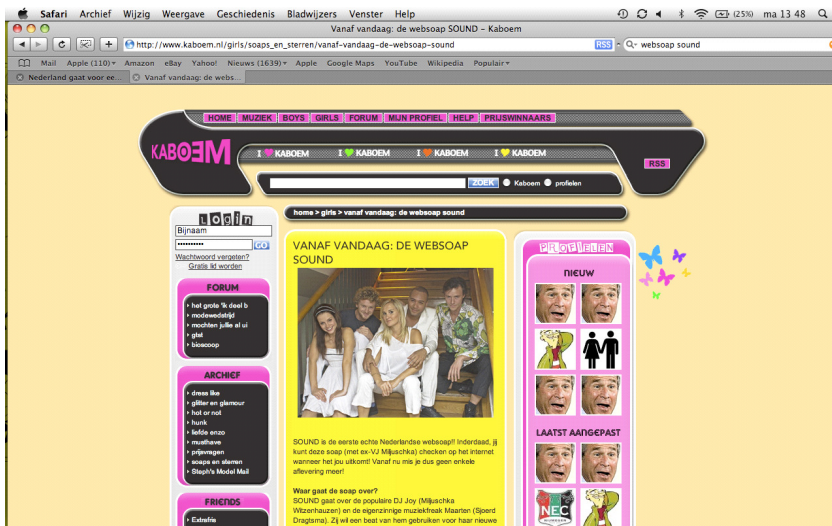 Safari Archief Wijzig Weergave Geschiedenis Bladwijzers Venster Help (25%) ma 13 48
Vanaf vandaag: de websoap SOUND – Kaboem
http://www.kaboem.nl/girls/soaps_en_sterren/vanaf-vandaag-de-websoap-sound RSS websoap sound
Mail Apple (110) Amazon eBay Yahoo! Nieuws (1639) Apple Google Maps YouTube Wikipedia Populair
Nederland gaat voor ee... Vanaf vandaag: de webs...
HOME MUZIEK BOYS GIRLS FORUM MIJN PROFIEL HELP PRIJSWINNAARS
KABOEM
I KABOEM I KABOEM I KABOEM I KABOEM
RSS
ZOEK Kaboem profielen
home > girls > vanaf vandaag: de websoap sound
Login
Bijnaam
•••••••••• GO
Wachtwoord vergeten?
Gratis lid worden
FORUM
het grote 'ik deel b
modewedstrijd
mochten jullie al ui
gtst
bioscoop
ARCHIEF
dress like
glitter en glamour
hot or not
hunk
liefde enzo
musthave
prijsvragen
soaps en sterren
Steph's Model Mail
FRIENDS
Extrafris
VANAF VANDAAG: DE WEBSOAP
SOUND
SOUND is de eerste echte Nederlandse websoap!! Inderdaad, jij
kunt deze soap (met ex-VJ Miljuschka) checken op het internet
wanneer het jou uitkomt! Vanaf nu mis je dus geen enkele
aflevering meer!
Waar gaat de soap over?
SOUND gaat over de populaire DJ Joy (Miljuschka
Witzenhausen) en de eigenzinnige muziekfreak Maarten (Sjoerd
Dragtsma). Zij wil een beat van hem gebruiken voor haar nieuwe
PROFIELEN
NIEUW
LAATST AANGEPAST
NEC